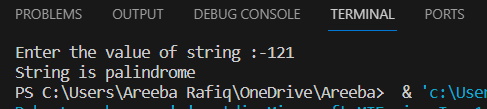 PROBLEMS OUTPUT DEBUG CONSOLE TERMINAL PORTS
Enter the value of string :-121
String is palindrome
PS C:\Users\Areeba Rafiq\OneDrive\Areeba> & 'c:\Use